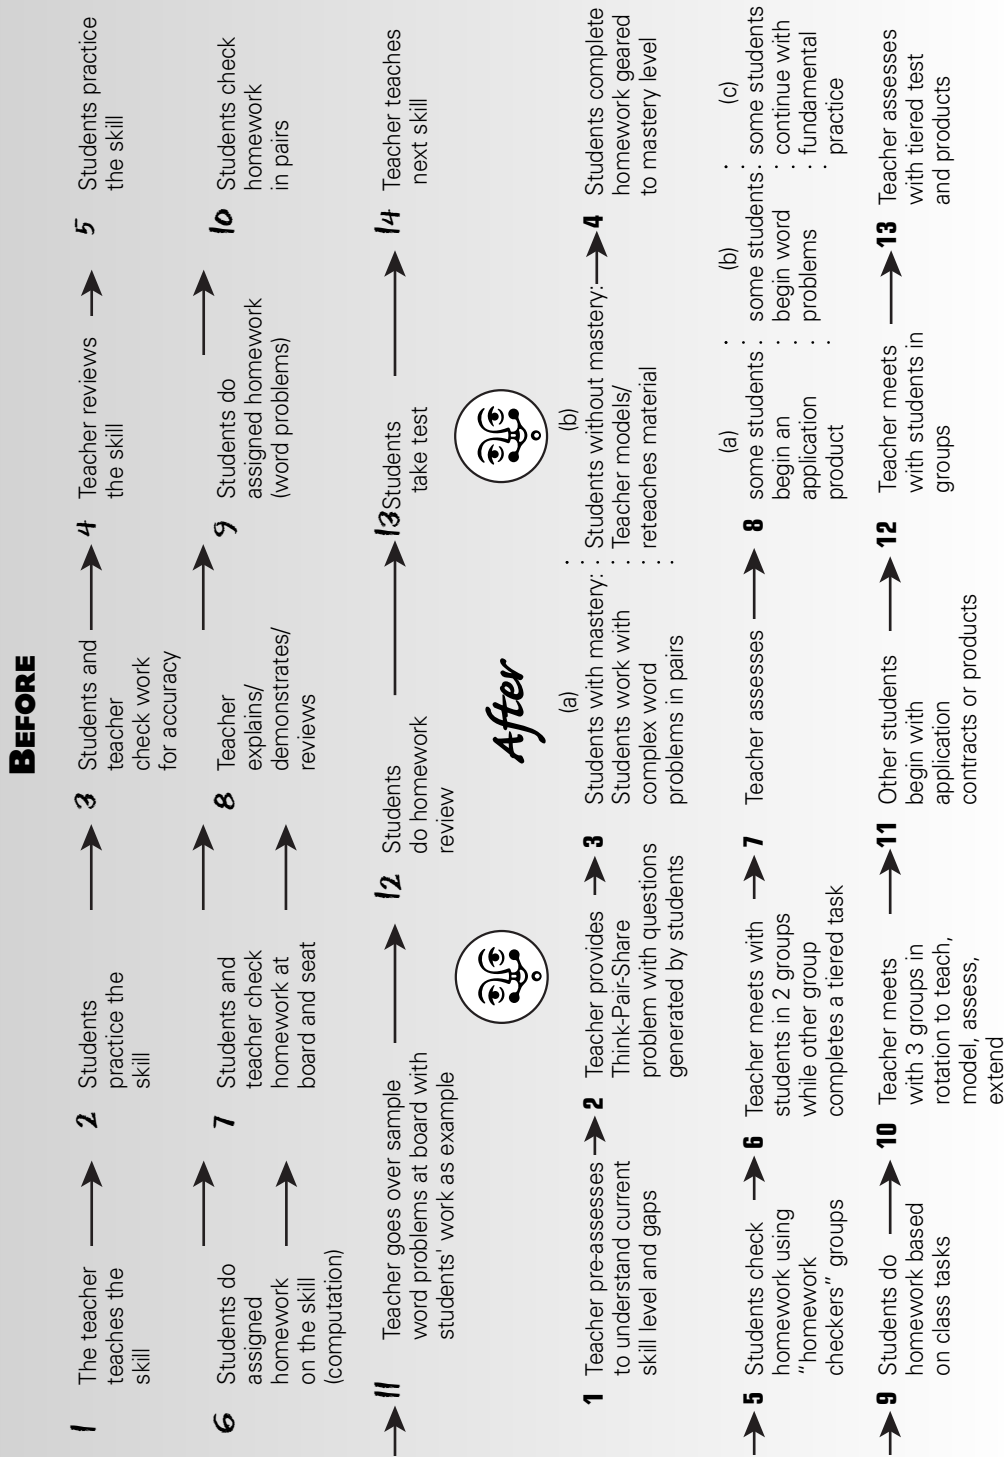 BEFORE
1
The teacher
teaches the
skill
2
Students
practice the
skill
3
Students and
teacher
check work
for accuracy
4
Teacher reviews
the skill
5
Students practice
the skill
6
Students do
assigned
homework
on the skill
(computation)
7
Students and
teacher check
homework at
board and seat
8
Teacher
explains/
demonstrates/
reviews
9
Students do
assigned homework
(word problems)
10
Students check
homework
in pairs
11
Teacher goes over sample
word problems at board with
students' work as example
12
Students
do homework
review
13
Students
take test
14
Teacher teaches
next skill
After
1
Teacher pre-assesses
to understand current
skill level and gaps
2
Teacher provides
Think-Pair-Share
problem with questions
generated by students
3
(a)
Students with mastery:
Students work with
complex word
problems in pairs
(b)
Students without mastery:
Teacher models/
reteaches material
4
Students complete
homework geared
to mastery level
5
Students check
homework using
“homework
checkers” groups
6
Teacher meets with
students in 2 groups
while other group
completes a tiered task
7
Teacher assesses
8
(a)
some students
begin an
application
product
(b)
some students
begin word
problems
(c)
some students
continue with
fundamental
practice
9
Students do
homework based
on class tasks
10
Teacher meets
with 3 groups in
rotation to teach,
model, assess,
extend
11
Other students
begin with
application
contracts or products
12
Teacher meets
with students in
groups
13
Teacher assesses
with tiered test
and products